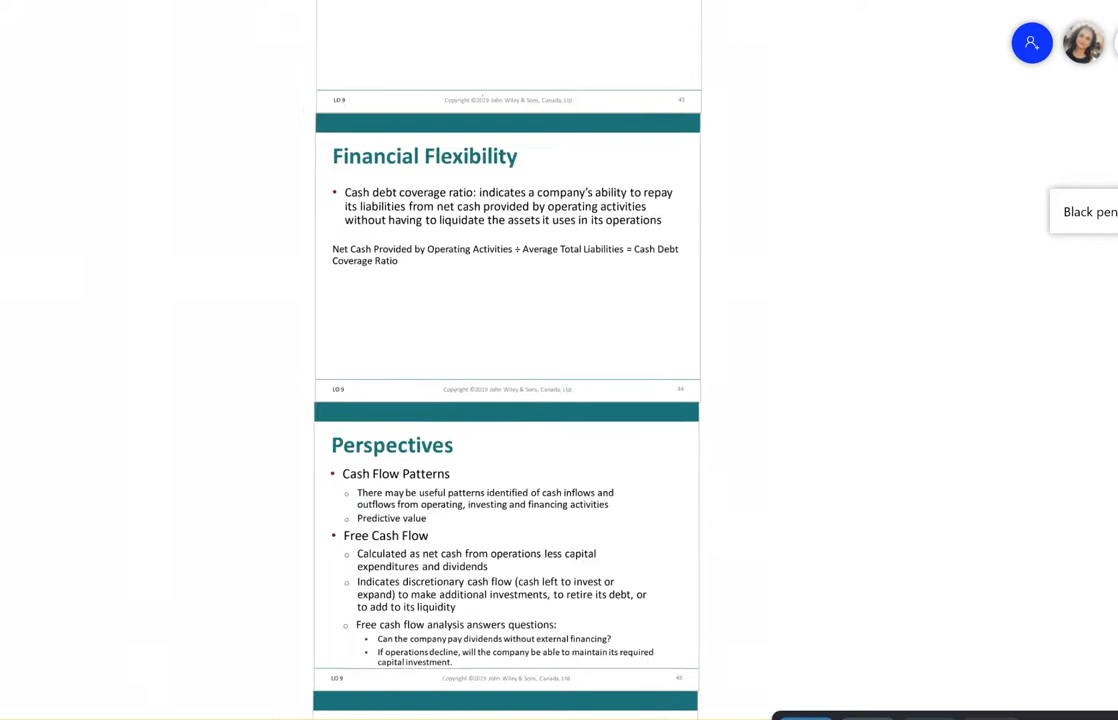 LO 9 Copyright ©2019 John Wiley & Sons, Canada, Ltd. 43
Financial Flexibility
• Cash debt coverage ratio: indicates a company's ability to repay
its liabilities from net cash provided by operating activities
without having to liquidate the assets it uses in its operations
Net Cash Provided by Operating Activities ÷ Average Total Liabilities = Cash Debt
Coverage Ratio
LO 9 Copyright ©2019 John Wiley & Sons, Canada, Ltd. 44
Black pen
Perspectives
• Cash Flow Patterns
o There may be useful patterns identified of cash inflows and
outflows from operating, investing and financing activities
o Predictive value
• Free Cash Flow
o Calculated as net cash from operations less capital
expenditures and dividends
o Indicates discretionary cash flow (cash left to invest or
expand) to make additional investments, to retire its debt, or
to add to its liquidity
o Free cash flow analysis answers questions:
• Can the company pay dividends without external financing?
• If operations decline, will the company be able to maintain its required
capital investment.
LO 9 Copyright ©2019 John Wiley & Sons, Canada, Ltd. 45